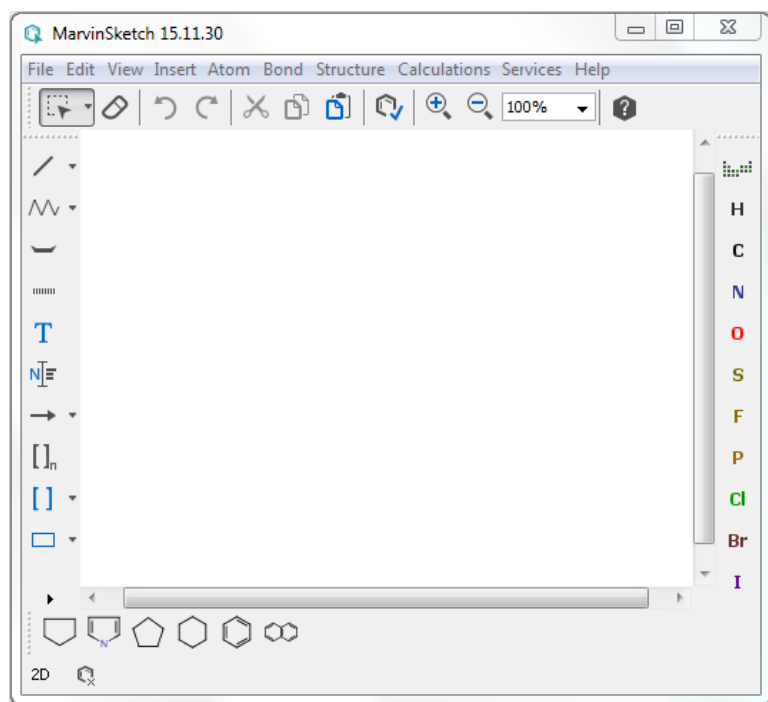 MarvinSketch 15.11.30
File Edit View Insert Atom Bond Structure Calculations Services Help
100%
?
H
C
N
O
T
S
N
F
[ ]n
P
[ ]
Cl
Br
I
N
2D